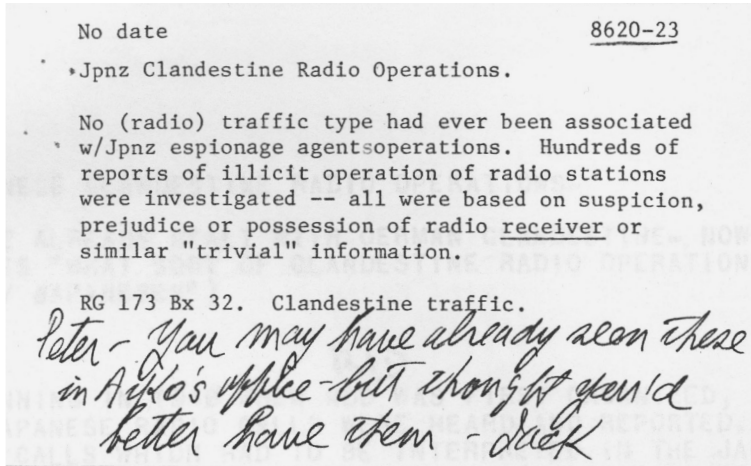 No date 8620-23
Jpnz Clandestine Radio Operations.
No (radio) traffic type had ever been associated
w/Jpnz espionage agentsoperations. Hundreds of
reports of illicit operation of radio stations
were investigated -- all were based on suspicion,
prejudice or possession of radio receiver or
similar "trivial" information.
RG 173 Bx 32. Clandestine traffic.
Peter – You may have already seen these
in Aiko's office – but thought you'd
better have them – Jack